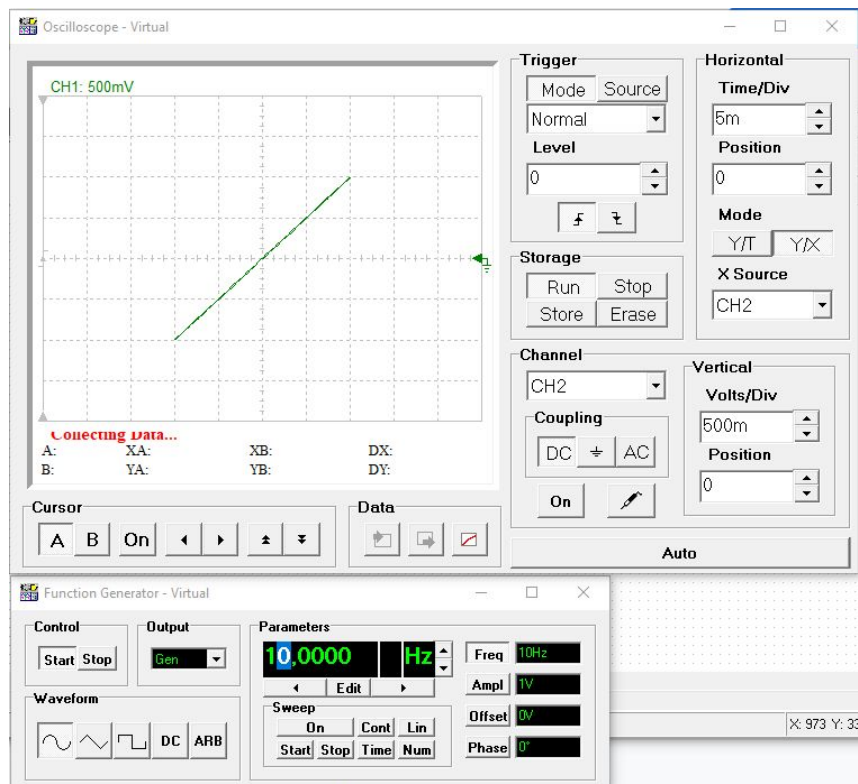 Oscilloscope - Virtual
CH1: 500mV
Collecting Data...
A: XA: XB: DX:
B: YA: YB: DY:
Cursor
A B On
Data
Trigger
Mode Source
Normal
Level
0
Storage
Run Stop
Store Erase
Horizontal
Time/Div
5m
Position
0
Mode
Y/T Y/X
X Source
CH2
Channel
CH2
Coupling
DC AC
On
Vertical
Volts/Div
500m
Position
0
Auto
Function Generator - Virtual
Control
Start Stop
Output
Gen
Waveform
DC ARB
Parameters
10,0000 Hz
Edit
Sweep
On Cont Lin
Start Stop Time Num
Freq 10Hz
Ampl 1V
Offset 0V
Phase 0°
X: 973 Y: 33